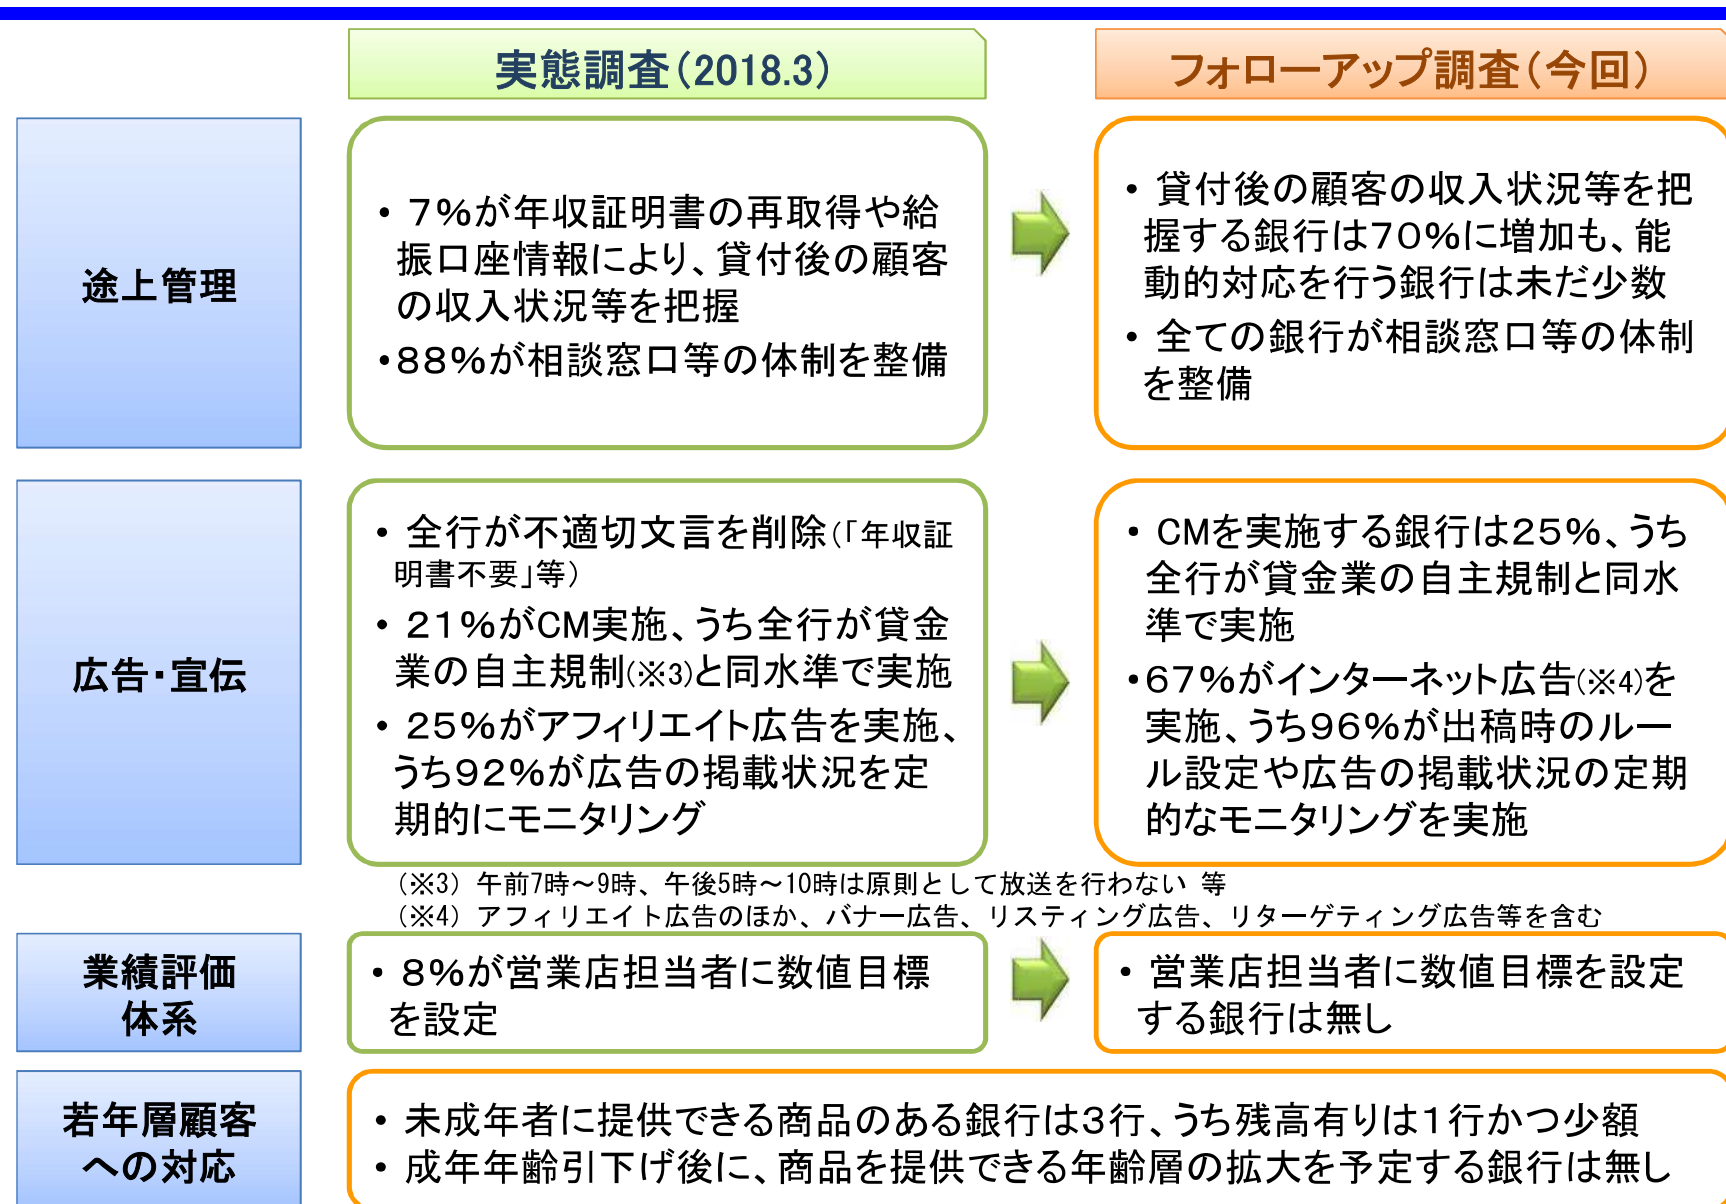 実態調査（2018.3）
フォローアップ調査（今回）
途上管理
• 7％が年収証明書の再取得や給
振口座情報により、貸付後の顧客
の収入状況等を把握
•88％が相談窓口等の体制を整備
• 貸付後の顧客の収入状況等を把
握する銀行は70％に増加も、能
動的対応を行う銀行は未だ少数
• 全ての銀行が相談窓口等の体制
を整備
広告・宣伝
• 全行が不適切文言を削除（「年収証
明書不要」等）
• 21％がCM実施、うち全行が貸金
業の自主規制(※3)と同水準で実施
• 25％がアフィリエイト広告を実施、
うち92％が広告の掲載状況を定
期的にモニタリング
• CMを実施する銀行は25％、うち
全行が貸金業の自主規制と同水
準で実施
•67％がインターネット広告(※4)を
実施、うち96％が出稿時のルー
ル設定や広告の掲載状況の定期
的なモニタリングを実施
（※3）午前7時～9時、午後5時～10時は原則として放送を行わない 等
（※4）アフィリエイト広告のほか、バナー広告、リスティング広告、リターゲティング広告等を含む
業績評価
体系
• 8％が営業店担当者に数値目標
を設定
• 営業店担当者に数値目標を設定
する銀行は無し
若年層顧客
への対応
• 未成年者に提供できる商品のある銀行は3行、うち残高有りは1行かつ少額
• 成年年齢引下げ後に、商品を提供できる年齢層の拡大を予定する銀行は無し